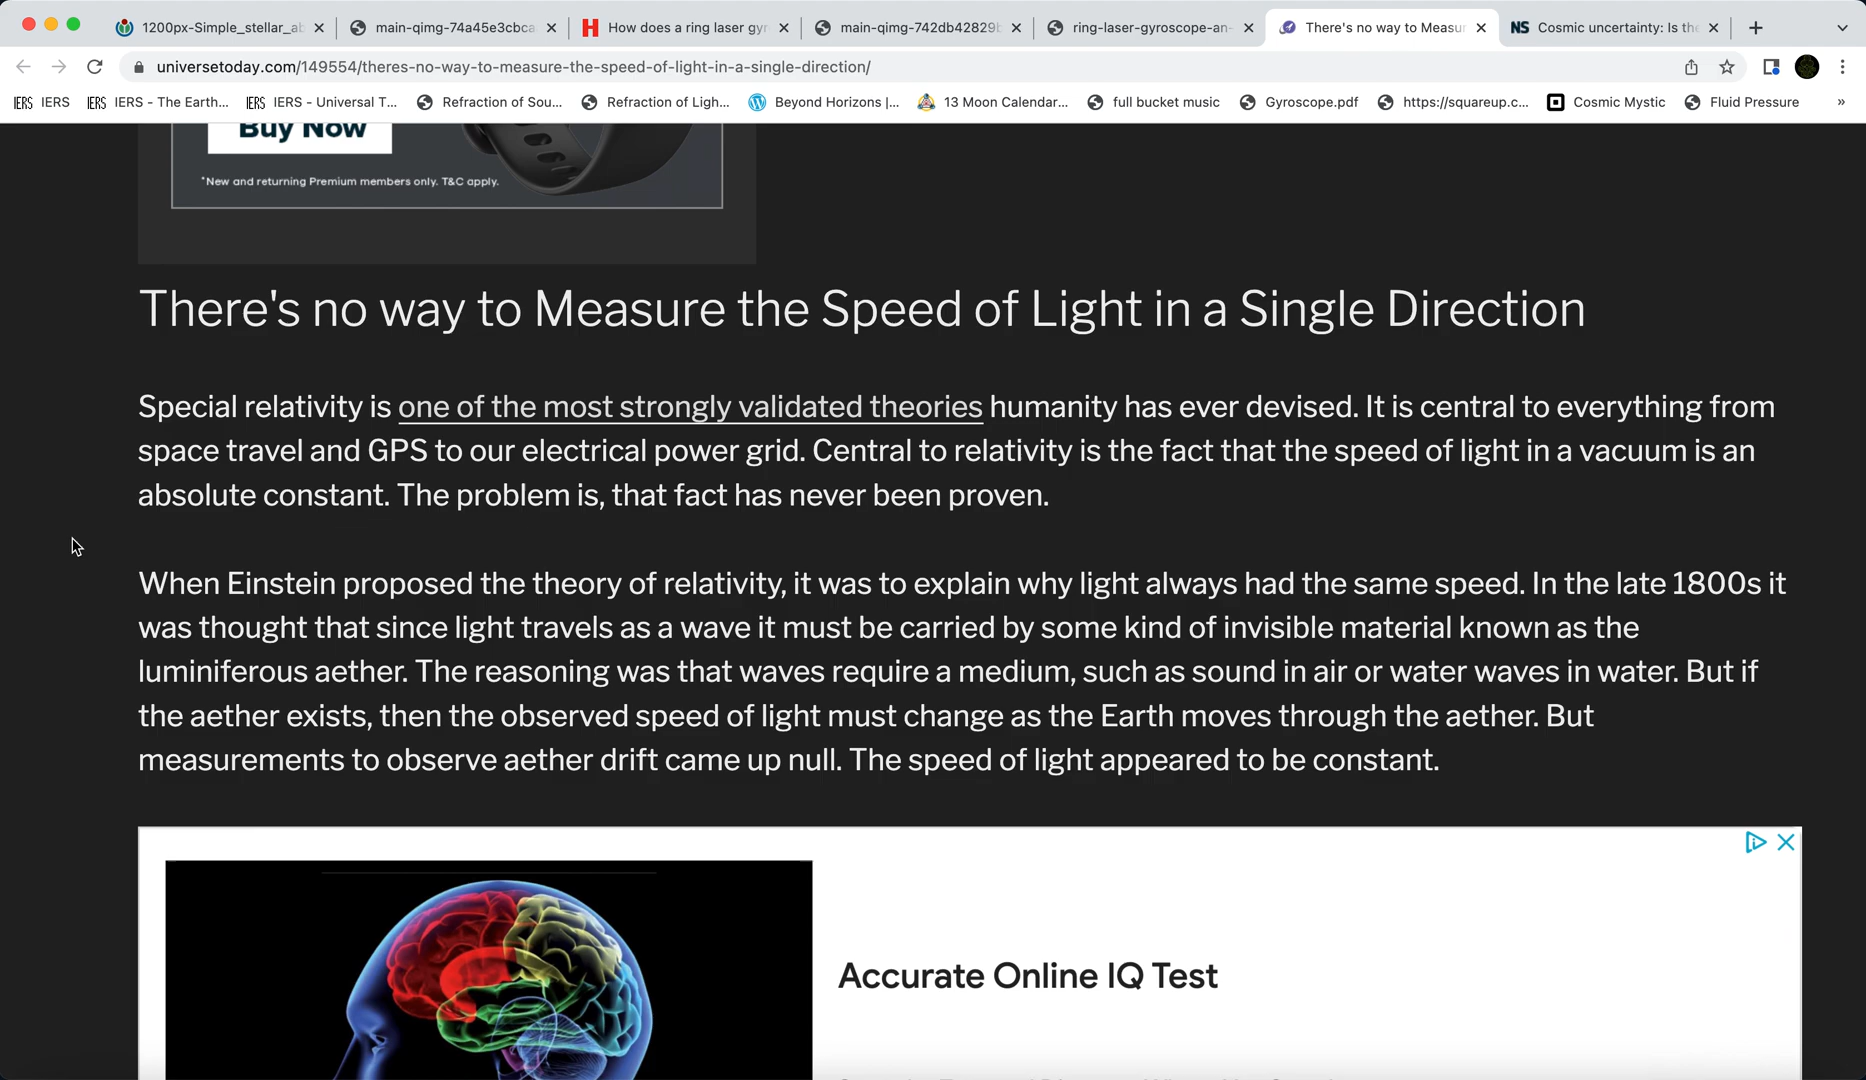 1200px-Simple_stellar_ab
main-qimg-74a45e3cbca
How does a ring laser gyr
main-qimg-742db42829b
ring-laser-gyroscope-an-
There's no way to Measur
NS Cosmic uncertainty: Is the
universetoday.com/149554/theres-no-way-to-measure-the-speed-of-light-in-a-single-direction/
IERS IERS
IERS IERS - The Earth...
IERS IERS - Universal T...
Refraction of Sou...
Refraction of Ligh...
Beyond Horizons |...
13 Moon Calendar...
full bucket music
Gyroscope.pdf
https://squareup.c...
Cosmic Mystic
Fluid Pressure
»
Buy Now
*New and returning Premium members only. T&C apply.
There's no way to Measure the Speed of Light in a Single Direction
Special relativity is one of the most strongly validated theories humanity has ever devised. It is central to everything from
space travel and GPS to our electrical power grid. Central to relativity is the fact that the speed of light in a vacuum is an
absolute constant. The problem is, that fact has never been proven.
When Einstein proposed the theory of relativity, it was to explain why light always had the same speed. In the late 1800s it
was thought that since light travels as a wave it must be carried by some kind of invisible material known as the
luminiferous aether. The reasoning was that waves require a medium, such as sound in air or water waves in water. But if
the aether exists, then the observed speed of light must change as the Earth moves through the aether. But
measurements to observe aether drift came up null. The speed of light appeared to be constant.
Accurate Online IQ Test